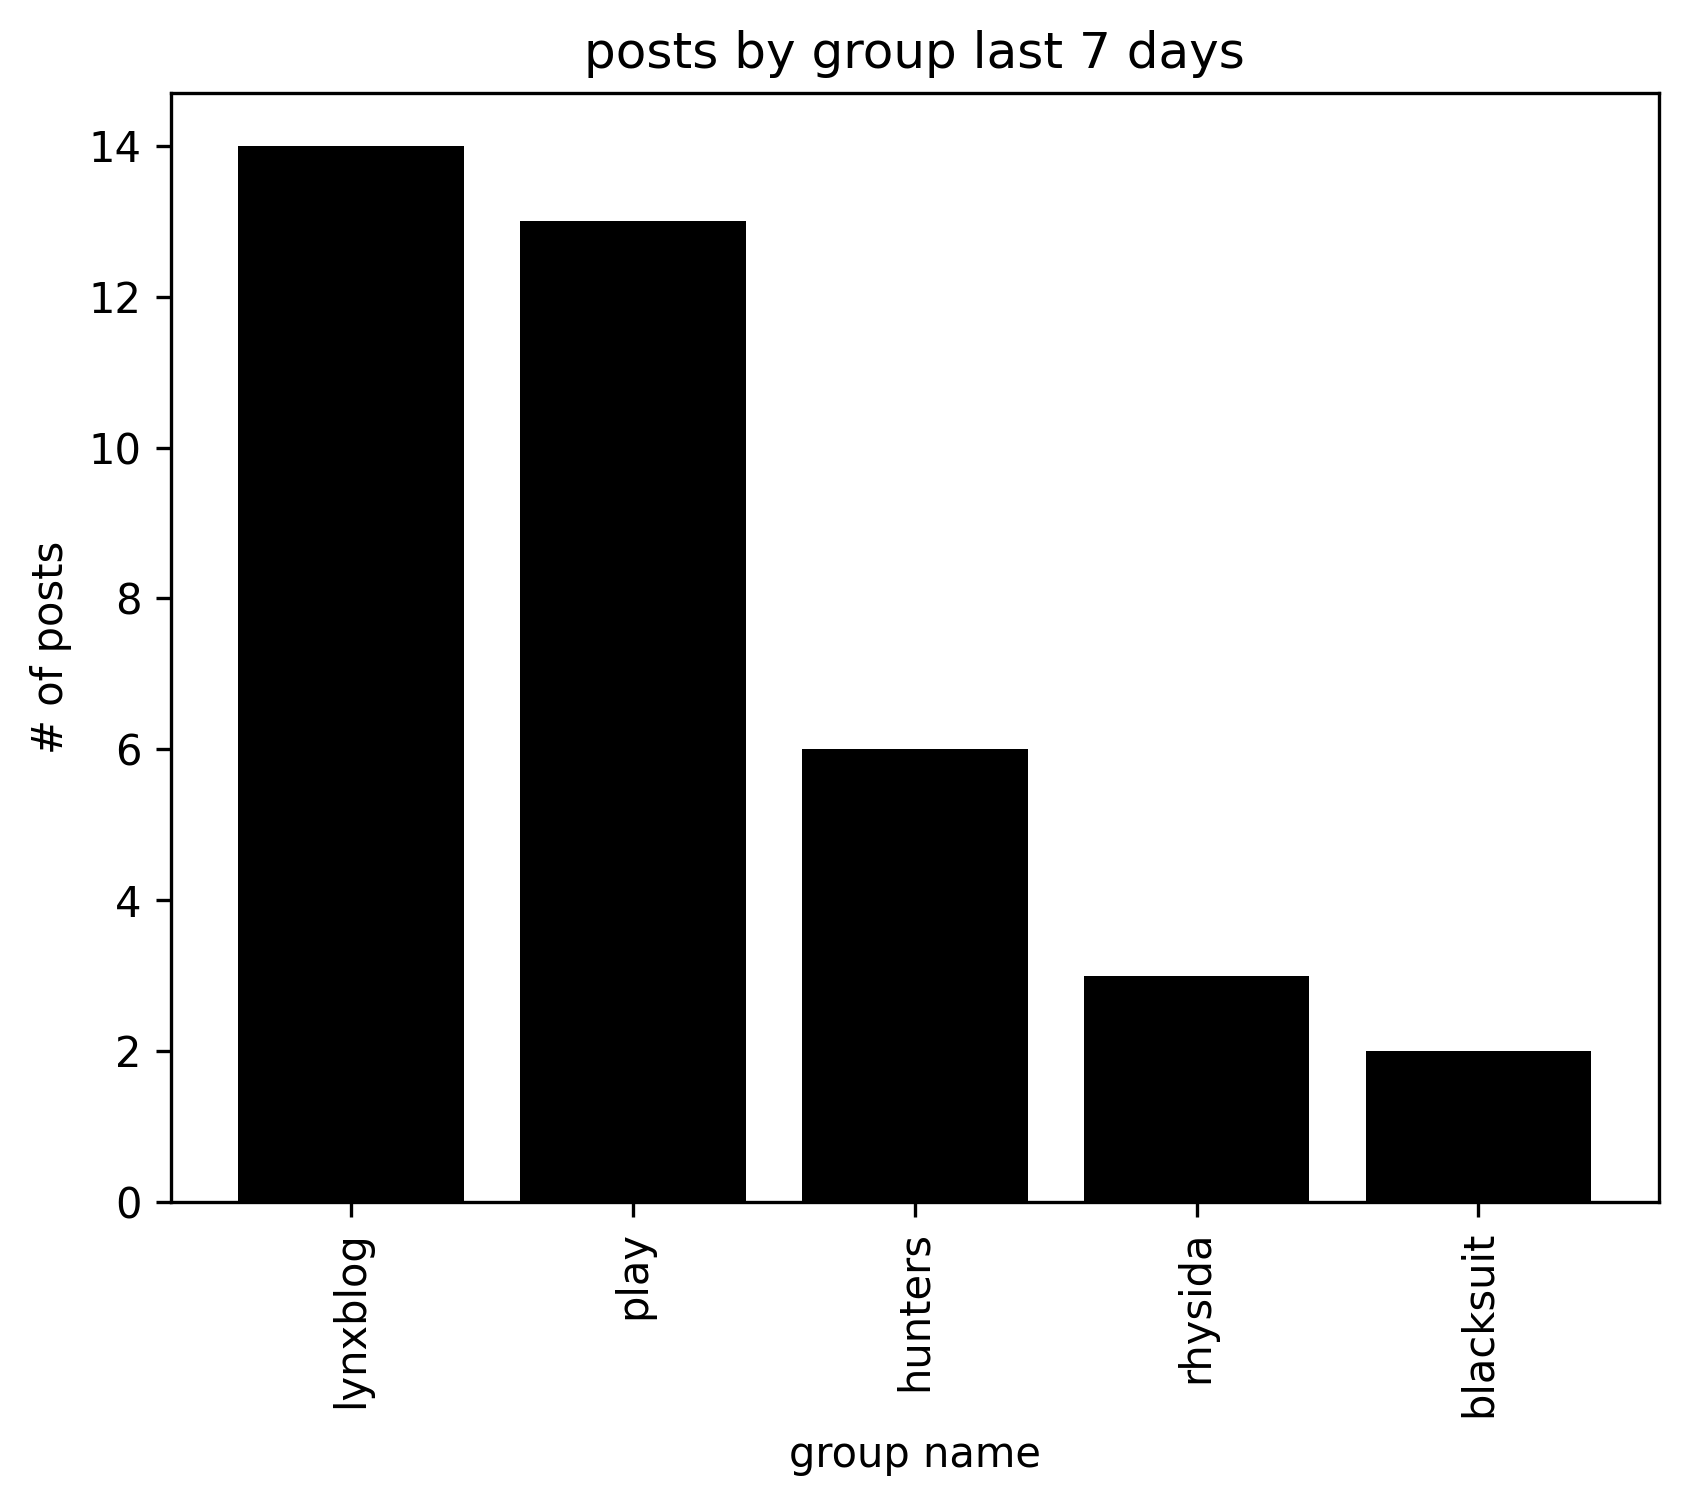 posts by group last 7 days
14
12
10
8
6
4
2
0
# of posts
lynxblog
play
hunters
rhysida
blacksuit
group name